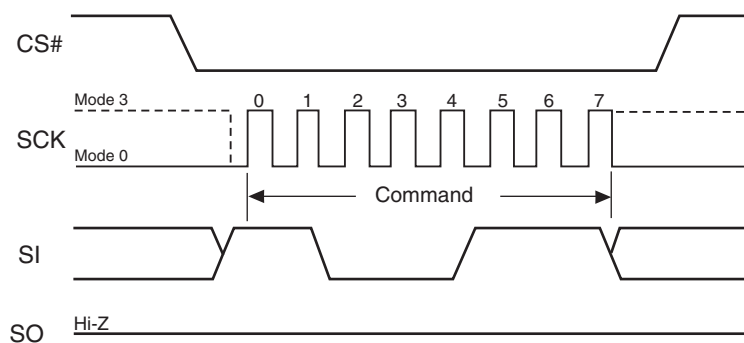 CS#
Mode 3
0 1 2 3 4 5 6 7
SCK
Mode 0
Command
SI
Hi-Z
SO